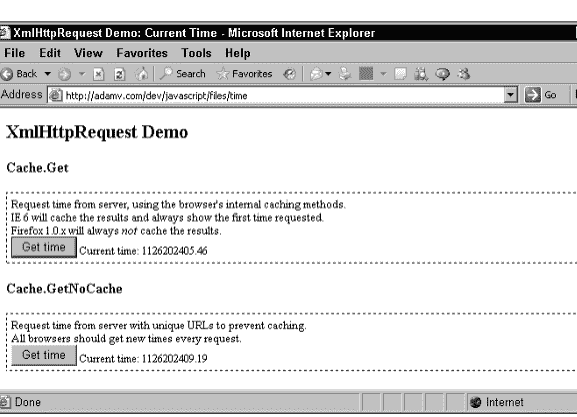 XmlHttpRequest Demo: Current Time - Microsoft Internet Explorer
File Edit View Favorites Tools Help
Back Search Favorites
Address http://adamv.com/dev/javascript/files/time Go
XmlHttpRequest Demo
Cache.Get
Request time from server, using the browser's internal caching methods.
IE 6 will cache the results and always show the first time requested.
Firefox 1.0.x will always not cache the results.
Get time Current time: 1126202405.46
Cache.GetNoCache
Request time from server with unique URLs to prevent caching.
All browsers should get new times every request.
Get time Current time: 1126202409.19
Done Internet